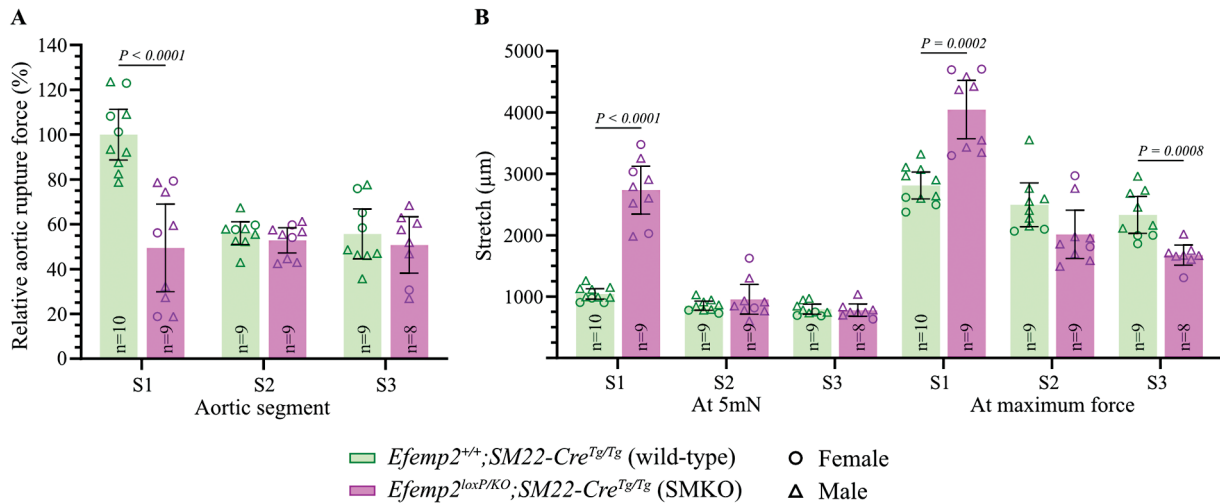 A
Relative aortic rupture force (%)
140
120
100
80
60
40
20
0
P < 0.0001
n=10
n=9
n=9
n=9
n=9
n=8
S1
S2
S3
Aortic segment
B
Stretch (µm)
5000
4000
3000
2000
1000
P < 0.0001
P = 0.0002
P = 0.0008
n=10
n=9
n=9
n=9
n=9
n=8
n=10
n=9
n=9
n=9
n=9
n=8
S1
S2
S3
S1
S2
S3
At 5mN
At maximum force
Efemp2+/+;SM22-CreTg/Tg (wild-type)
Efemp2loxP/KO;SM22-CreTg/Tg (SMKO)
Female
Male